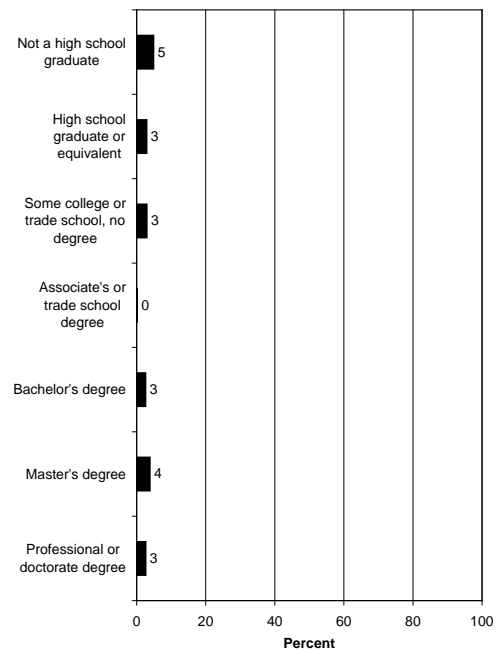 Not a high school
graduate
5
High school
graduate or
equivalent
3
Some college or
trade school, no
degree
3
Associate's or
trade school
degree
0
Bachelor's degree
3
Master's degree
4
Professional or
doctorate degree
3
0 20 40 60 80 100
Percent